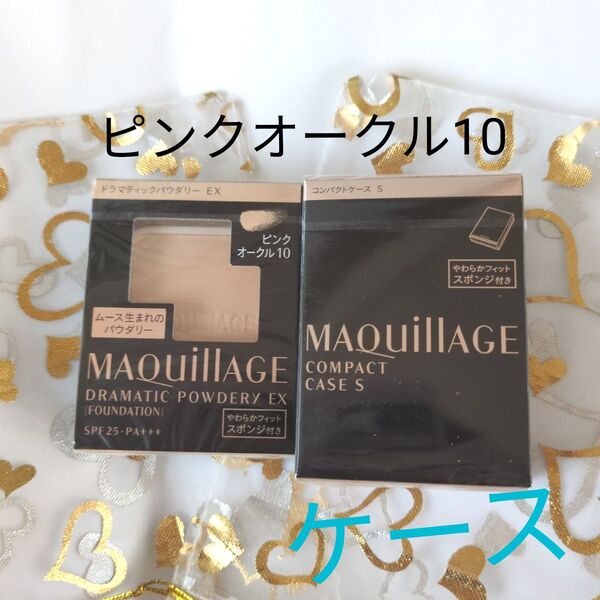 ピンクオークル10
ドラマティックパウダリー EX
ピンク
オークル10
ムース生まれの
パウダリー
MAQuillAGE
DRAMATIC POWDERY EX
[FOUNDATION]
SPF25・PA+++
やわらかフィット
スポンジ付き
コンパクトケース S
やわらかフィット
スポンジ付き
MAQuillAGE
COMPACT
CASE S
ケース